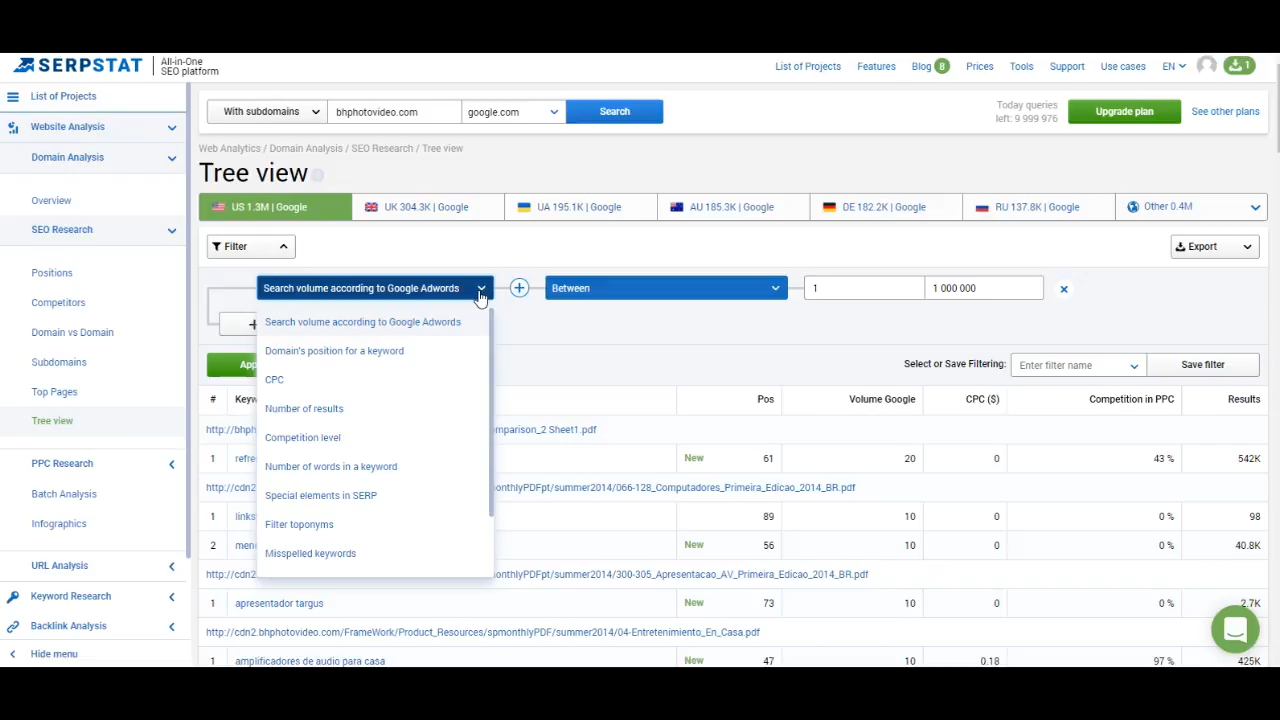 SERPSTAT
All-in-One
SEO platform
List of Projects
Features
Blog 8
Prices
Tools
Support
Use cases
EN
1
List of Projects
Website Analysis
Domain Analysis
Overview
SEO Research
Positions
Competitors
Domain vs Domain
Subdomains
Top Pages
Tree view
PPC Research
Batch Analysis
Infographics
URL Analysis
Keyword Research
Backlink Analysis
Hide menu
With subdomains
bhphotovideo.com
google.com
Search
Today queries
left: 9 999 976
Upgrade plan
See other plans
Web Analytics / Domain Analysis / SEO Research / Tree view
Tree view
US 1.3M | Google
UK 304.3K | Google
UA 195.1K | Google
AU 185.3K | Google
DE 182.2K | Google
RU 137.8K | Google
Other 0.4M
Filter
Export
Search volume according to Google Adwords
Between
1
1 000 000
Search volume according to Google Adwords
Domain's position for a keyword
CPC
Number of results
Competition level
Number of words in a keyword
Special elements in SERP
Filter toponyms
Misspelled keywords
App
Select or Save Filtering:
Enter filter name
Save filter
# Keyw Pos Volume Google CPC ($) Competition in PPC Results
http://bhph mparison_2 Sheet1.pdf
1 refre New 61 20 0 43 % 542K
http://cdn2 onthlyPDFpt/summer2014/066-128_Computadores_Primeira_Edicao_2014_BR.pdf
1 links 89 10 0 0 % 98
2 men New 56 10 0 0 % 40.8K
http://cdn2. onthlyPDFpt/summer2014/300-305_Apresentacao_AV_Primeira_Edicao_2014_BR.pdf
1 apresentador targus New 73 10 0 0 % 2.7K
http://cdn2.bhphotovideo.com/FrameWork/Product_Resources/spmonthlyPDF/summer2014/04-Entretenimiento_En_Casa.pdf
1 amplificadores de audio para casa New 47 10 0.18 97 % 425K